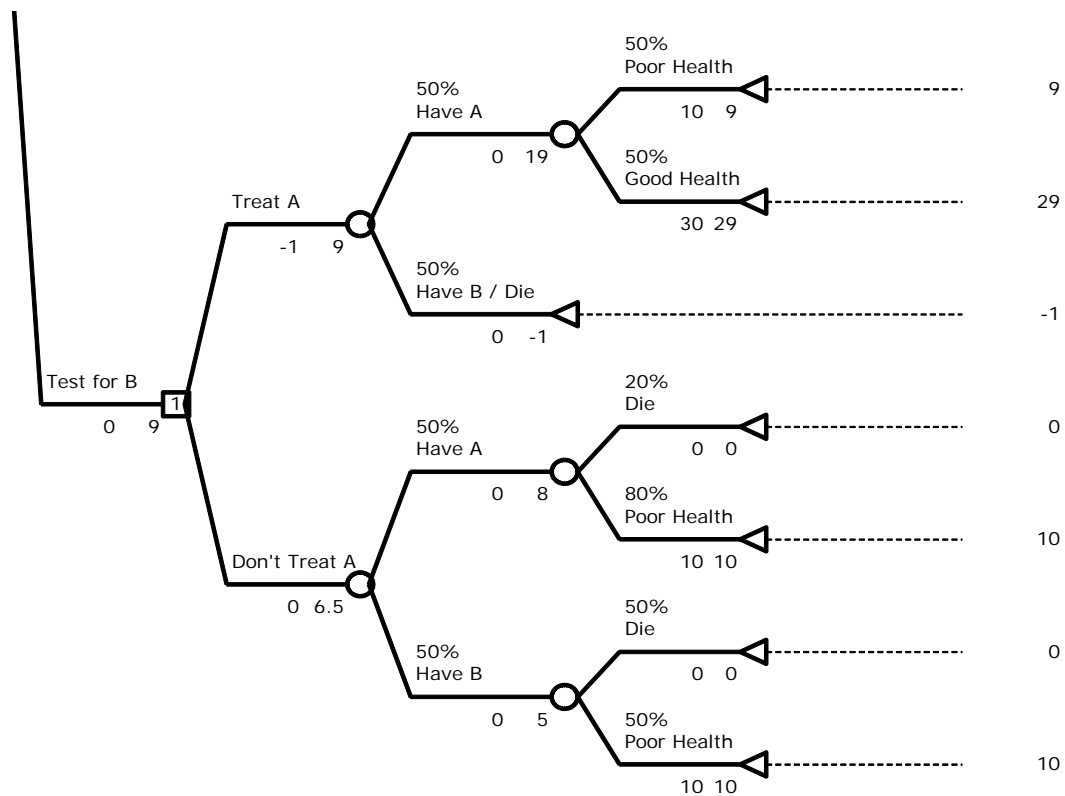 50%
Poor Health
10 9
9
50%
Have A
0 19
50%
Good Health
30 29
29
Treat A
-1 9
50%
Have B / Die
0 -1
-1
Test for B
0 9
1
20%
Die
0 0
0
50%
Have A
0 8
80%
Poor Health
10 10
10
Don't Treat A
0 6.5
50%
Die
0 0
0
50%
Have B
0 5
50%
Poor Health
10 10
10